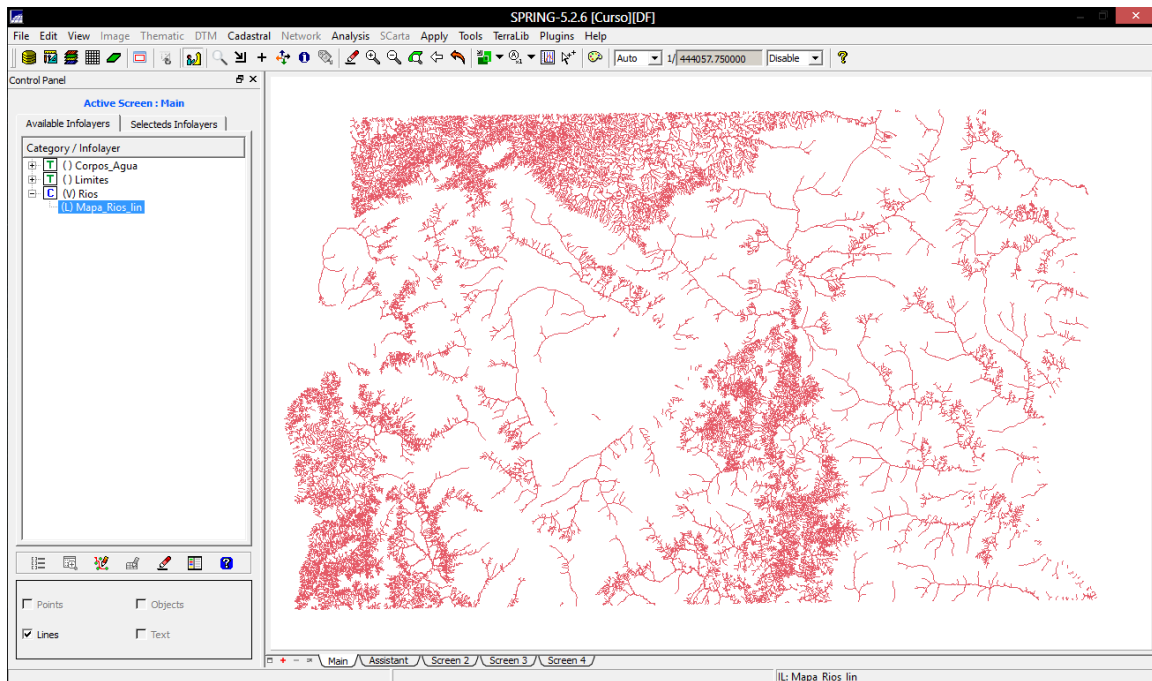 SPRING-5.2.6 [Curso][DF]
File Edit View Image Thematic DTM Cadastral Network Analysis SCarta Apply Tools TerraLib Plugins Help
Auto 1/ 444057.750000 Disable
Control Panel
Active Screen : Main
Available Infolayers Selecteds Infolayers
Category / Infolayer
T () Corpos_Agua
T () Limites
C (V) Rios
(L) Mapa_Rios_lin
Points Objects
Lines Text
Main Assistant Screen 2 Screen 3 Screen 4
IL: Mapa_Rios_lin